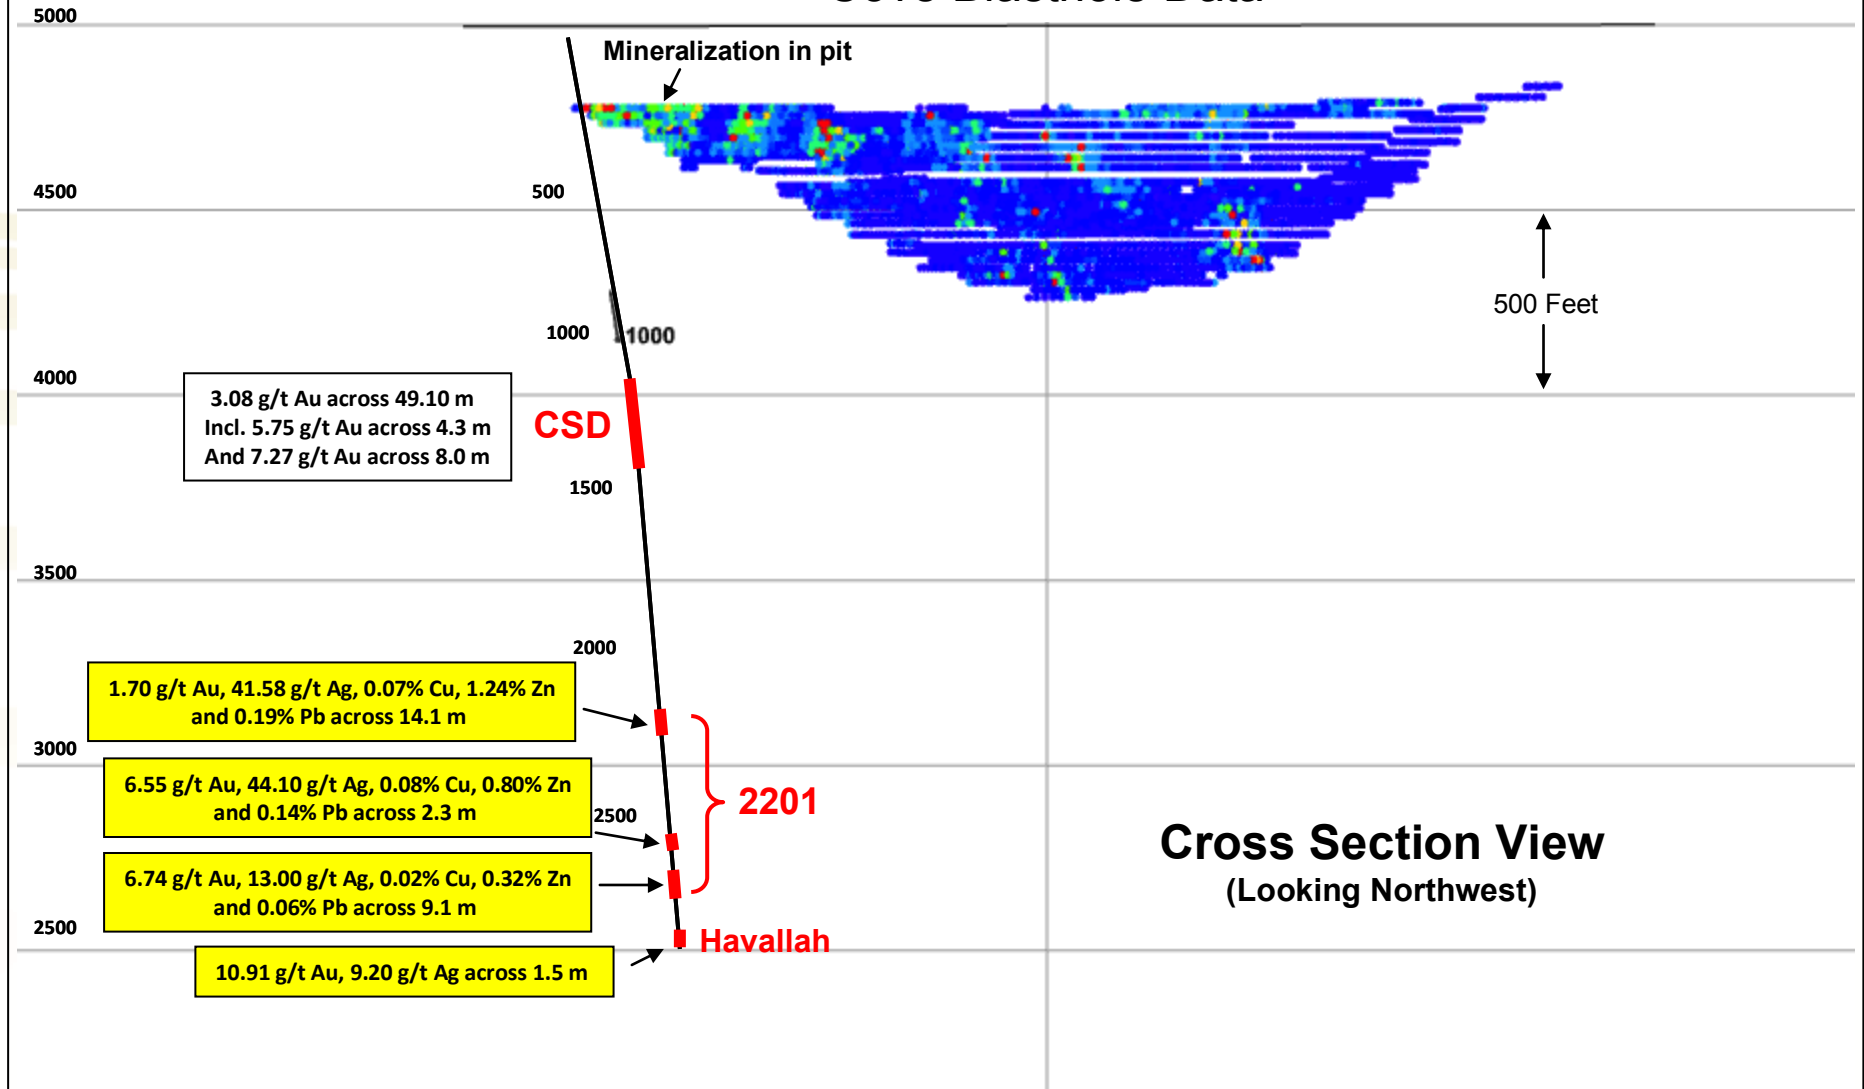 5000
Mineralization in pit
4500
500
500 Feet
1000
1000
4000
3.08 g/t Au across 49.10 m
Incl. 5.75 g/t Au across 4.3 m
And 7.27 g/t Au across 8.0 m
CSD
1500
3500
2000
1.70 g/t Au, 41.58 g/t Ag, 0.07% Cu, 1.24% Zn
and 0.19% Pb across 14.1 m
3000
6.55 g/t Au, 44.10 g/t Ag, 0.08% Cu, 0.80% Zn
and 0.14% Pb across 2.3 m
2500
2201
Cross Section View
(Looking Northwest)
6.74 g/t Au, 13.00 g/t Ag, 0.02% Cu, 0.32% Zn
and 0.06% Pb across 9.1 m
2500
Havallah
10.91 g/t Au, 9.20 g/t Ag across 1.5 m